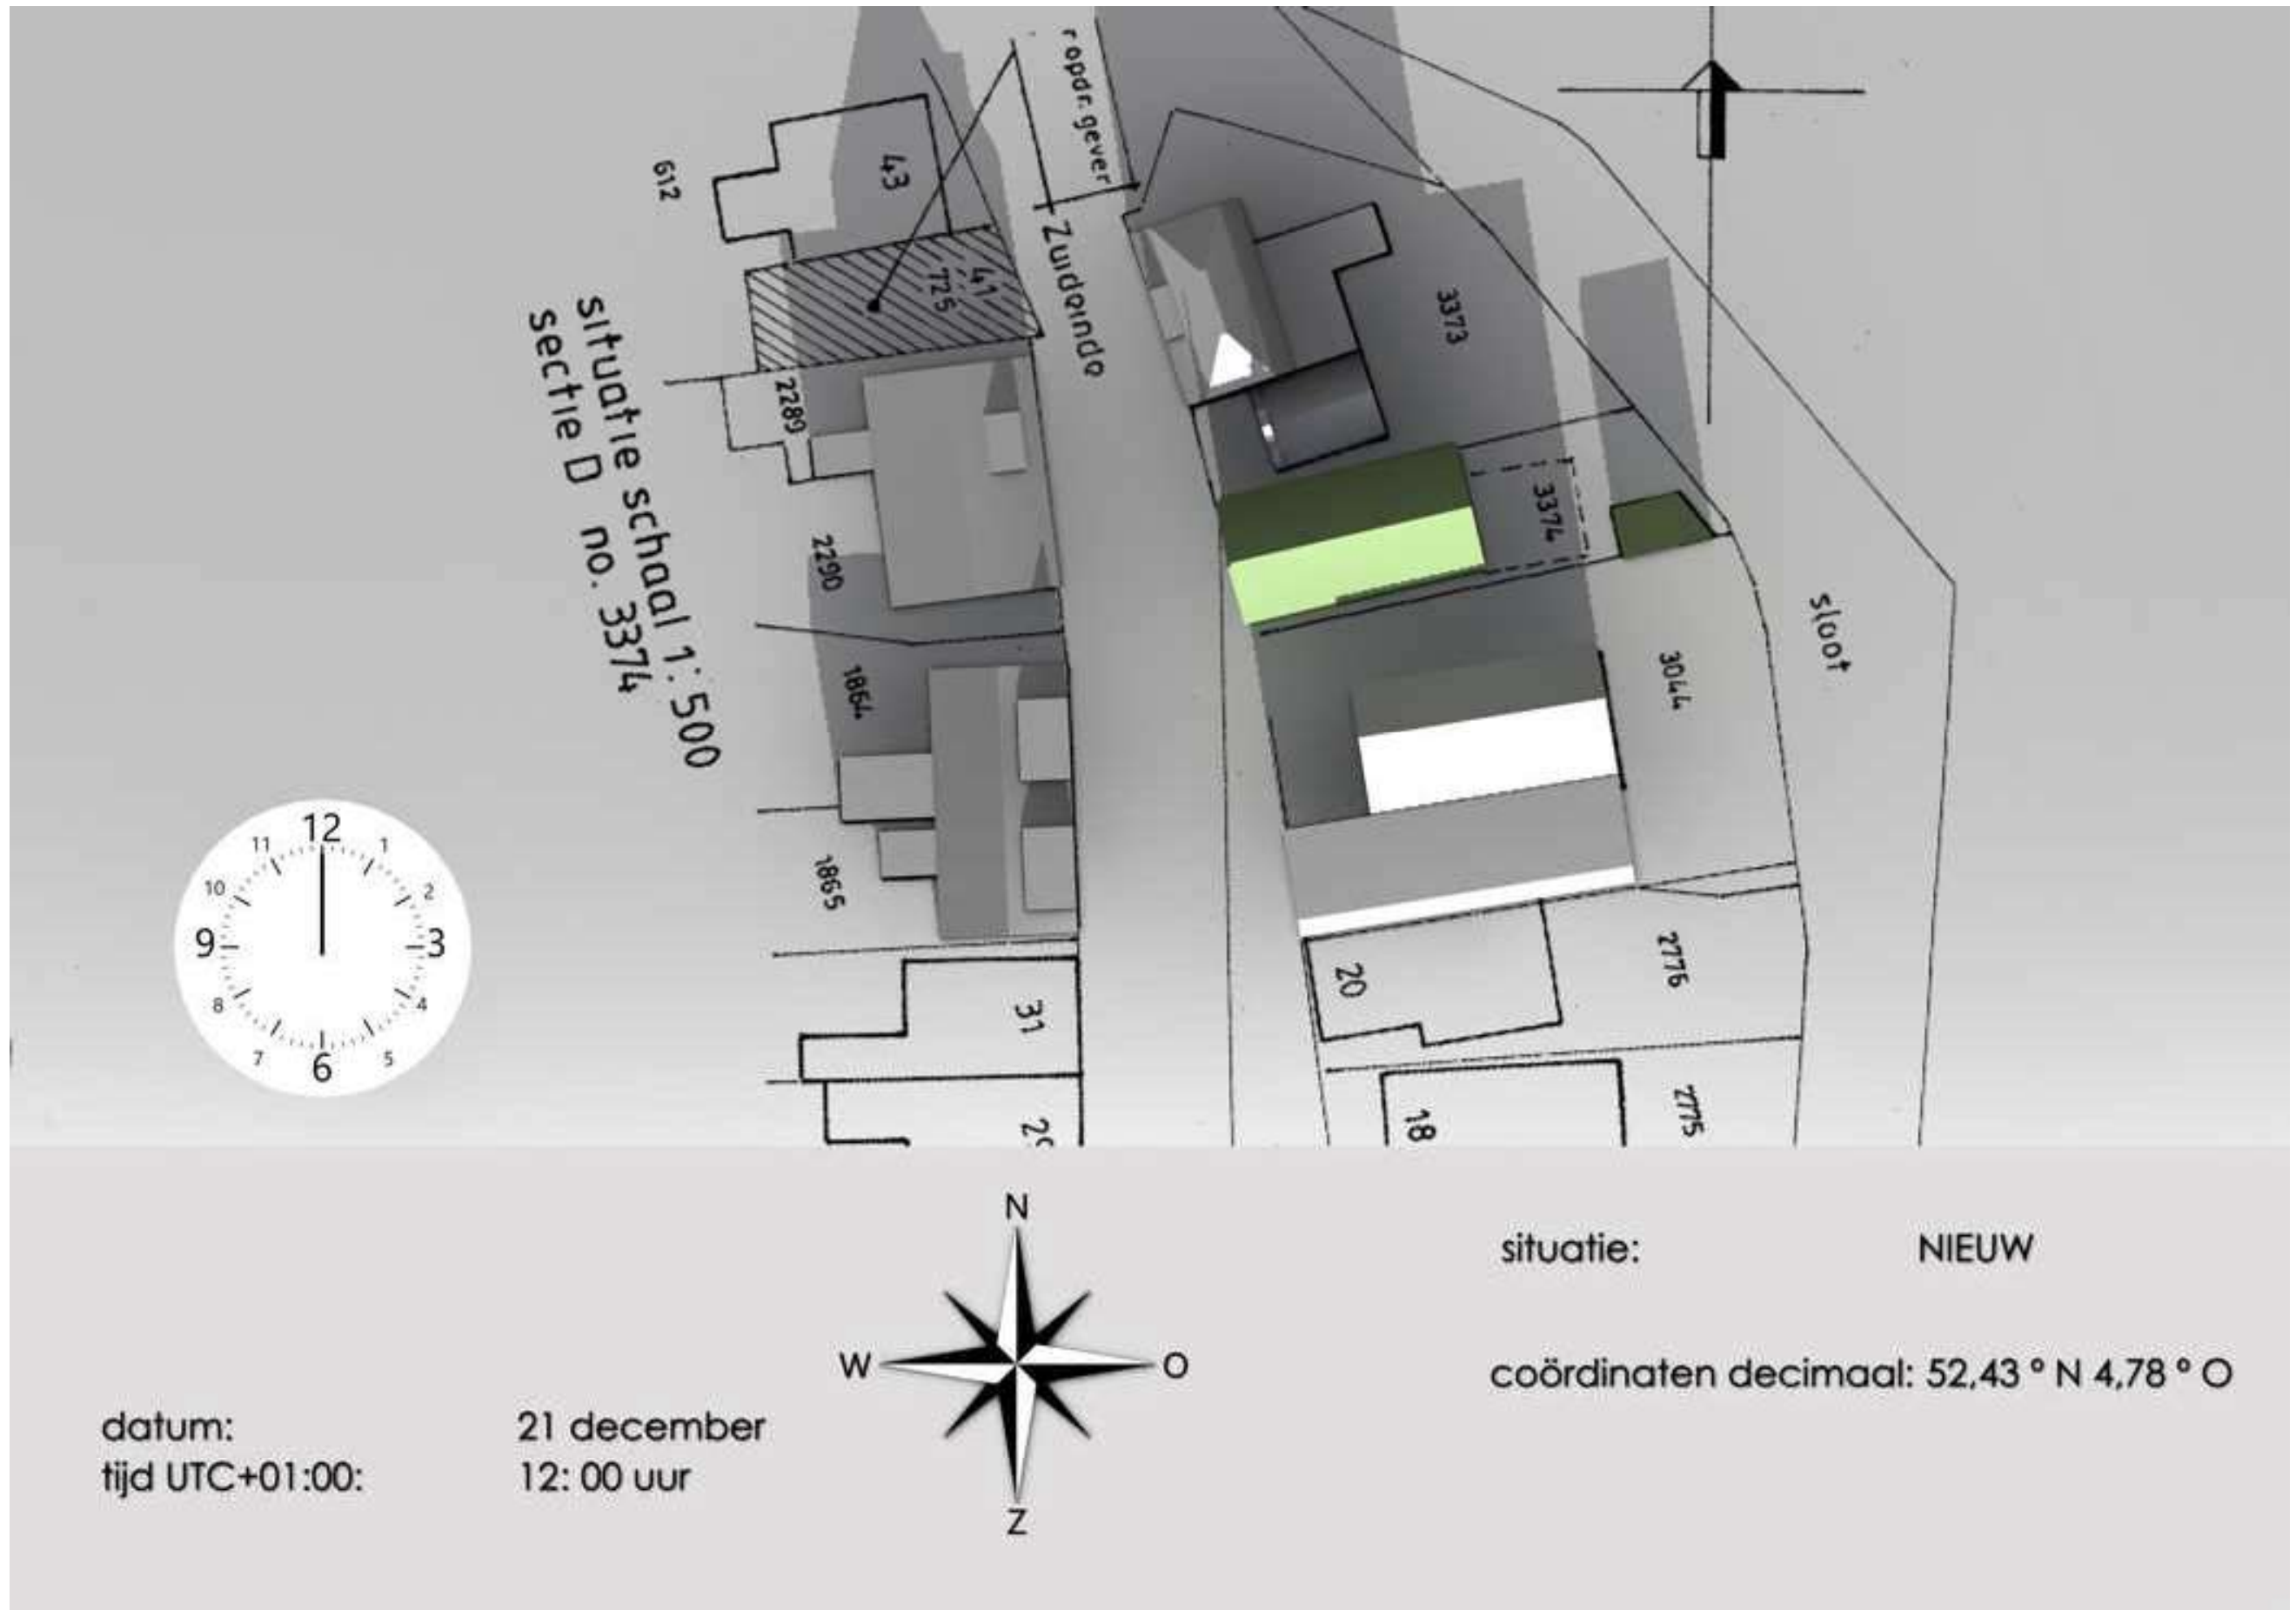 r opdr. gever
43
612
41
725
Zuideinde
3373
2289
situatie schaal 1:500
sectie D no. 3374
3374
2290
sloot
1864
3044
1865
12
11
1
10
2
9
3
8
4
7
5
6
20
2776
31
18
2775
N
W
O
Z
situatie: NIEUW
coördinaten decimaal: 52,43 º N 4,78 º O
datum: 21 december
tijd UTC+01:00: 12: 00 uur